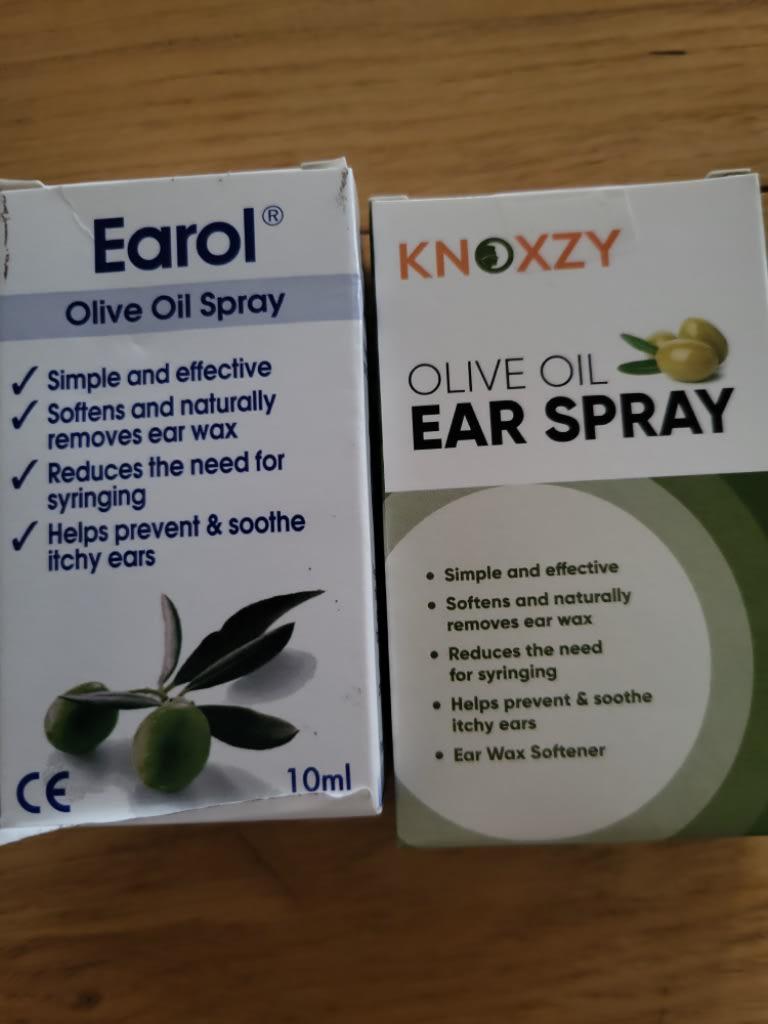 Earol®
Olive Oil Spray
✓ Simple and effective
✓ Softens and naturally
removes ear wax
✓ Reduces the need for
syringing
✓ Helps prevent & soothe
itchy ears
CE
10ml
KNOXZY
OLIVE OIL
EAR SPRAY
• Simple and effective
• Softens and naturally
removes ear wax
• Reduces the need
for syringing
• Helps prevent & soothe
itchy ears
• Ear Wax Softener